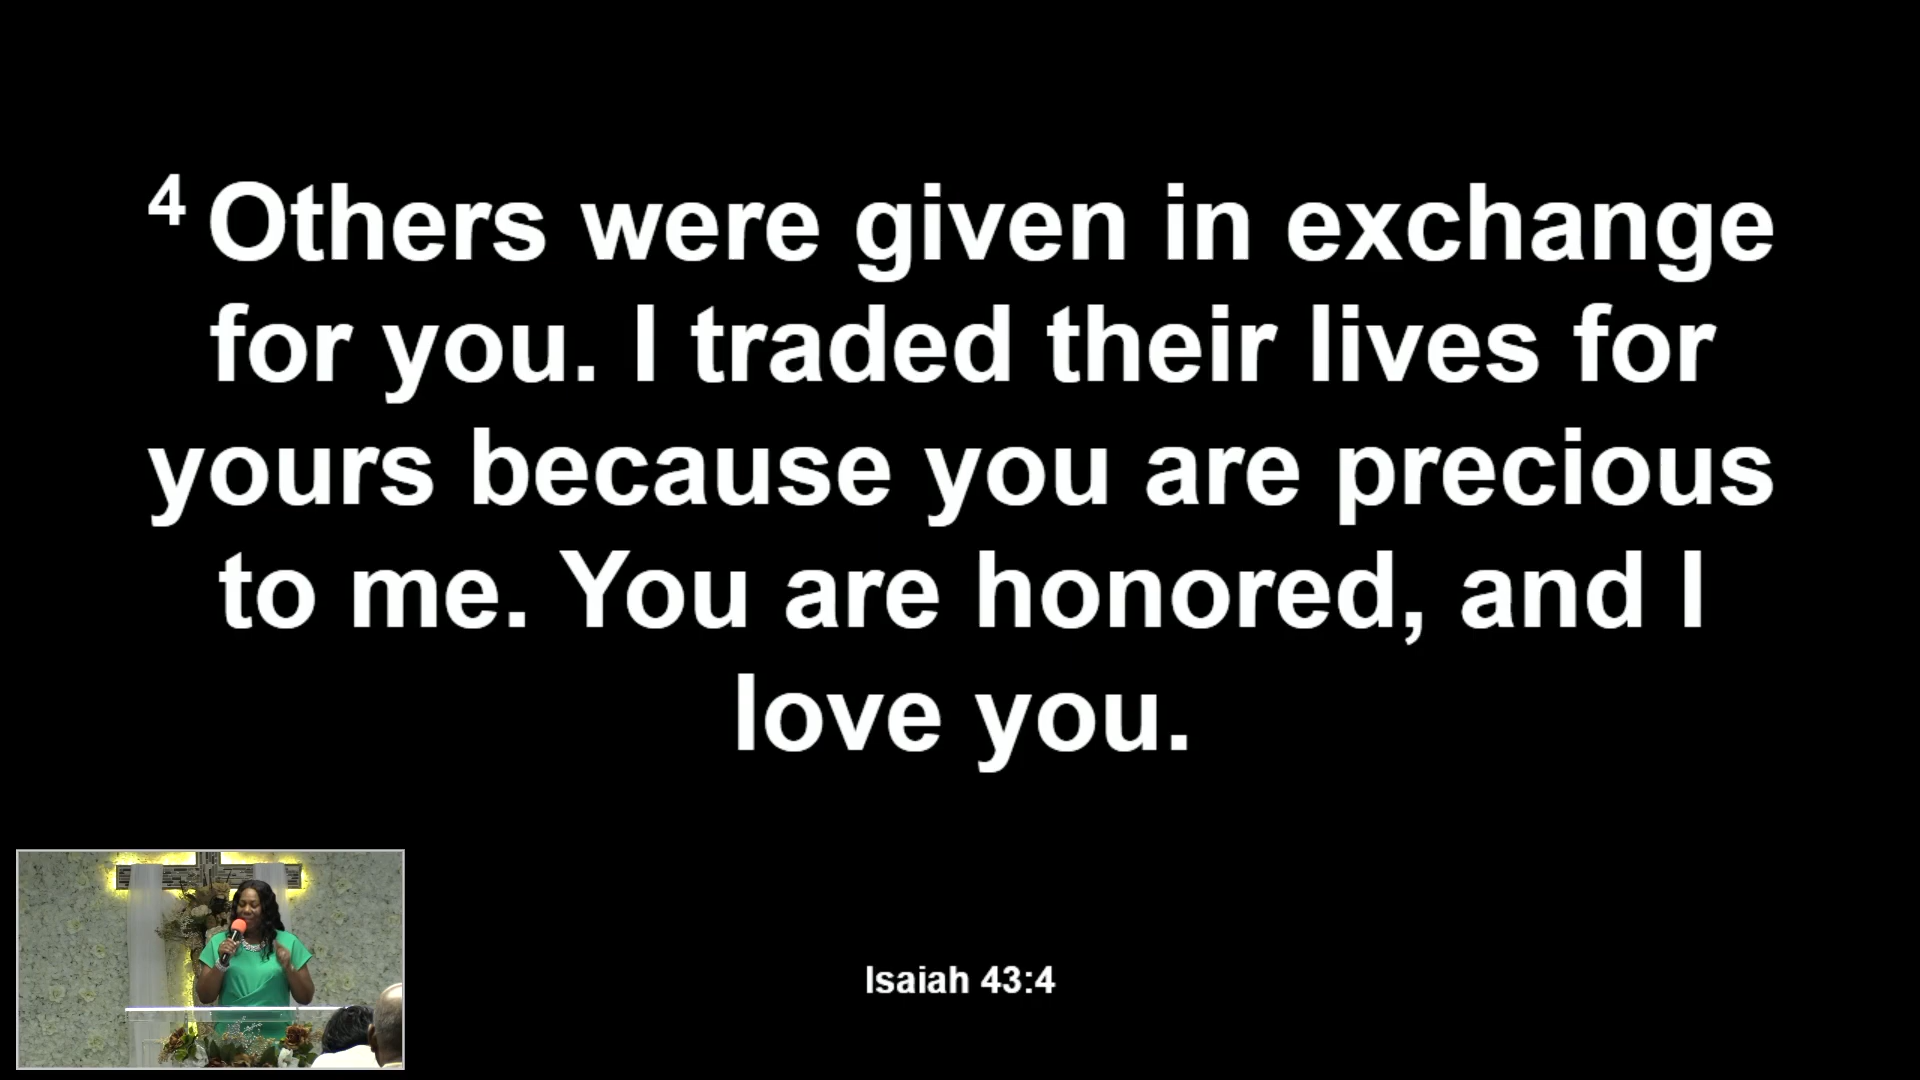 4 Others were given in exchange
for you. I traded their lives for
yours because you are precious
to me. You are honored, and I
love you.
Isaiah 43:4